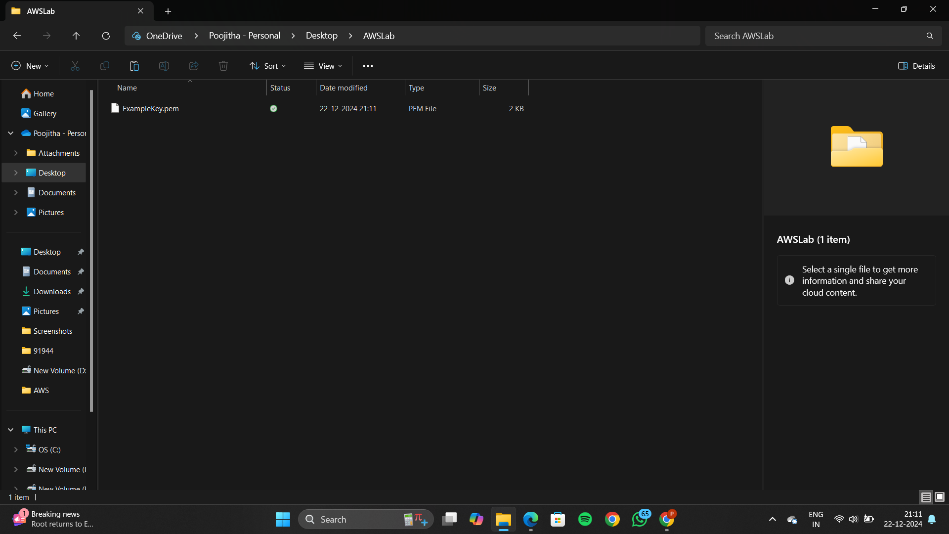 AWSLab
OneDrive > Poojitha - Personal > Desktop > AWSLab
Search AWSLab
New
Sort
View
Details
Name Status Date modified Type Size
ExampleKey.pem 22-12-2024 21:11 PEM File 2 KB
Home
Gallery
Poojitha - Person
Attachments
Desktop
Documents
Pictures
Desktop
Documents
Downloads
Pictures
Screenshots
91944
New Volume (D:
AWS
This PC
OS (C:)
New Volume (
New Volume (
AWSLab (1 item)
Select a single file to get more
information and share your
cloud content.
1 item
1
Breaking news
Root returns to E...
Search
65
P
ENG
IN
21:11
22-12-2024